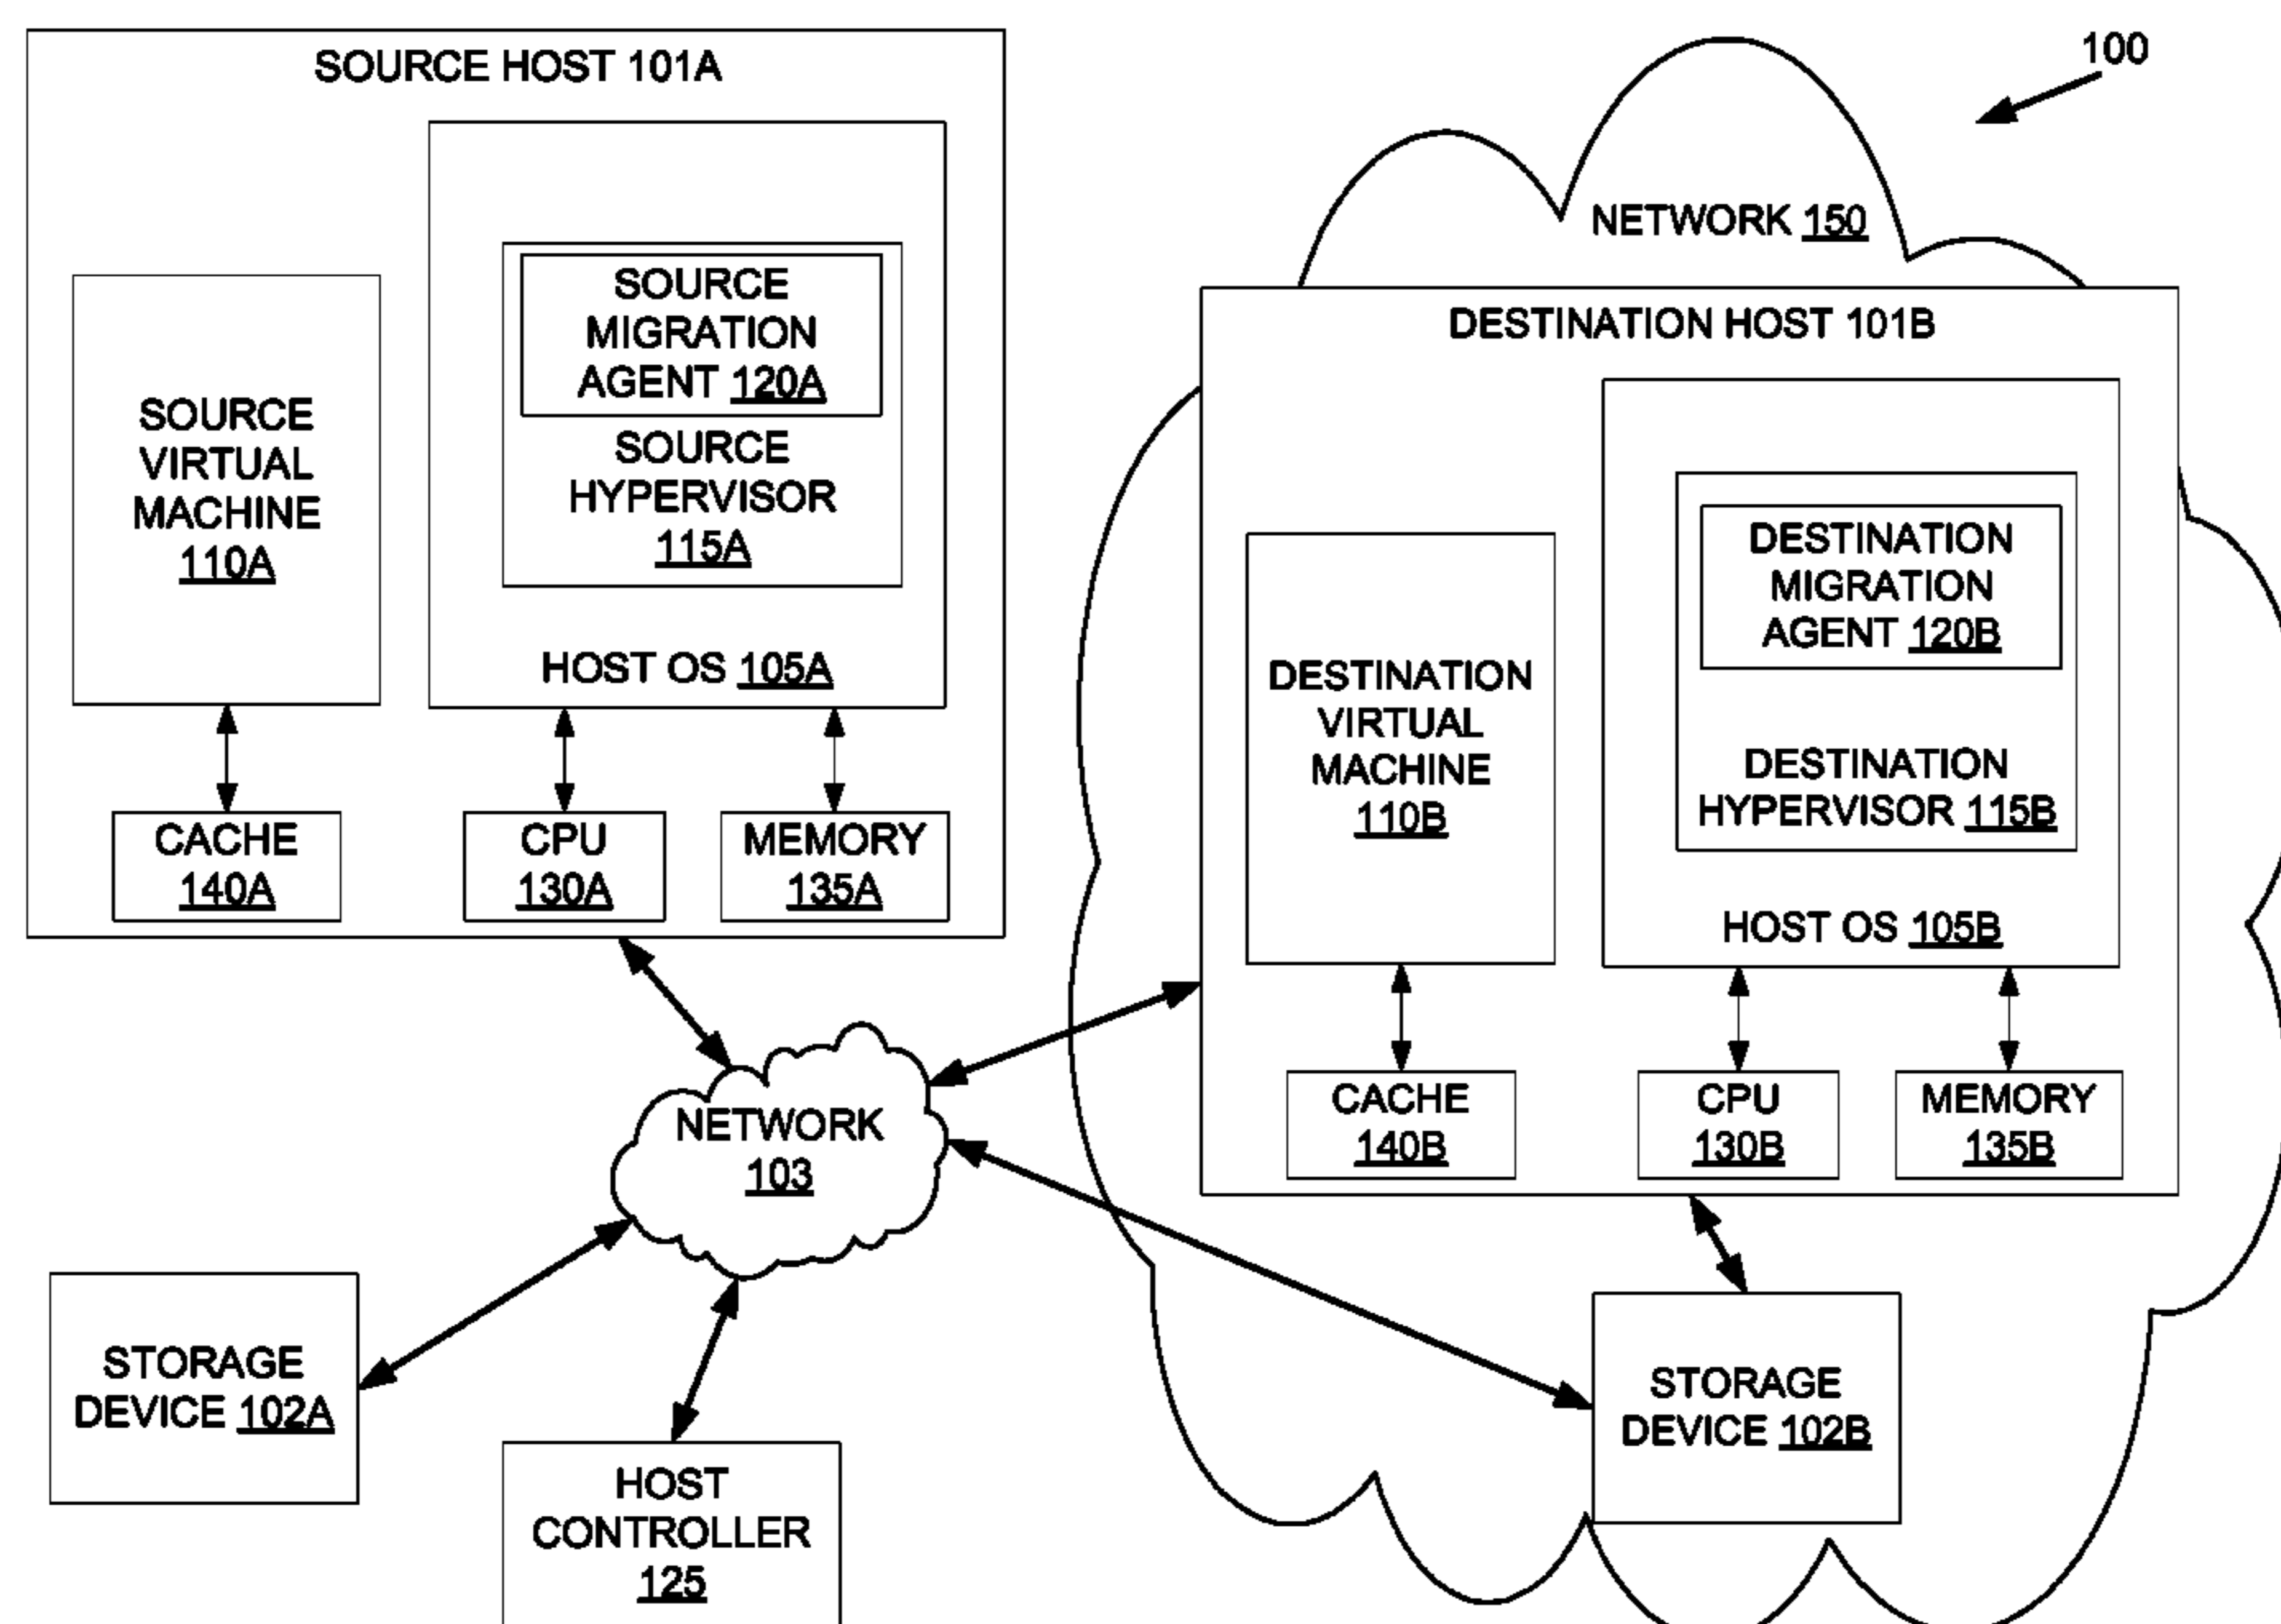 SOURCE HOST 101A
SOURCE
MIGRATION
AGENT 120A
SOURCE
HYPERVISOR
115A
HOST OS 105A
SOURCE
VIRTUAL
MACHINE
110A
CACHE
140A
CPU
130A
MEMORY
135A
100
NETWORK 150
DESTINATION HOST 101B
DESTINATION
MIGRATION
AGENT 120B
DESTINATION
HYPERVISOR 115B
HOST OS 105B
DESTINATION
VIRTUAL
MACHINE
110B
CACHE
140B
CPU
130B
MEMORY
135B
NETWORK
103
STORAGE
DEVICE 102A
HOST
CONTROLLER
125
STORAGE
DEVICE 102B